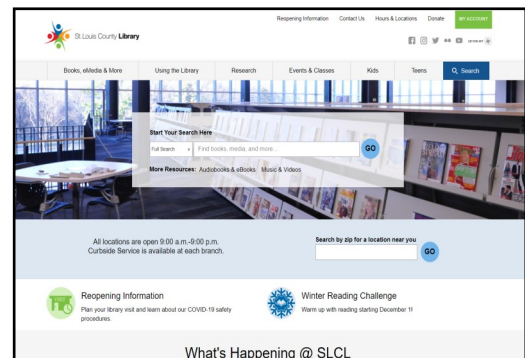 Reopening Information Contact Us Hours & Locations Donate MY ACCOUNT
St. Louis County Library
Books, eMedia & More Using the Library Research Events & Classes Kids Teens Search
Start Your Search Here
Full Search Find books, media, and more... GO
More Resources: Audiobooks & eBooks Music & Videos
All locations are open 9:00 a.m.-9:00 p.m.
Curbside Service is available at each branch.
Search by zip for a location near you
GO
Reopening Information
Plan your library visit and learn about our COVID-19 safety
procedures.
Winter Reading Challenge
Warm up with reading starting December 1!
What's Happening @ SLCL